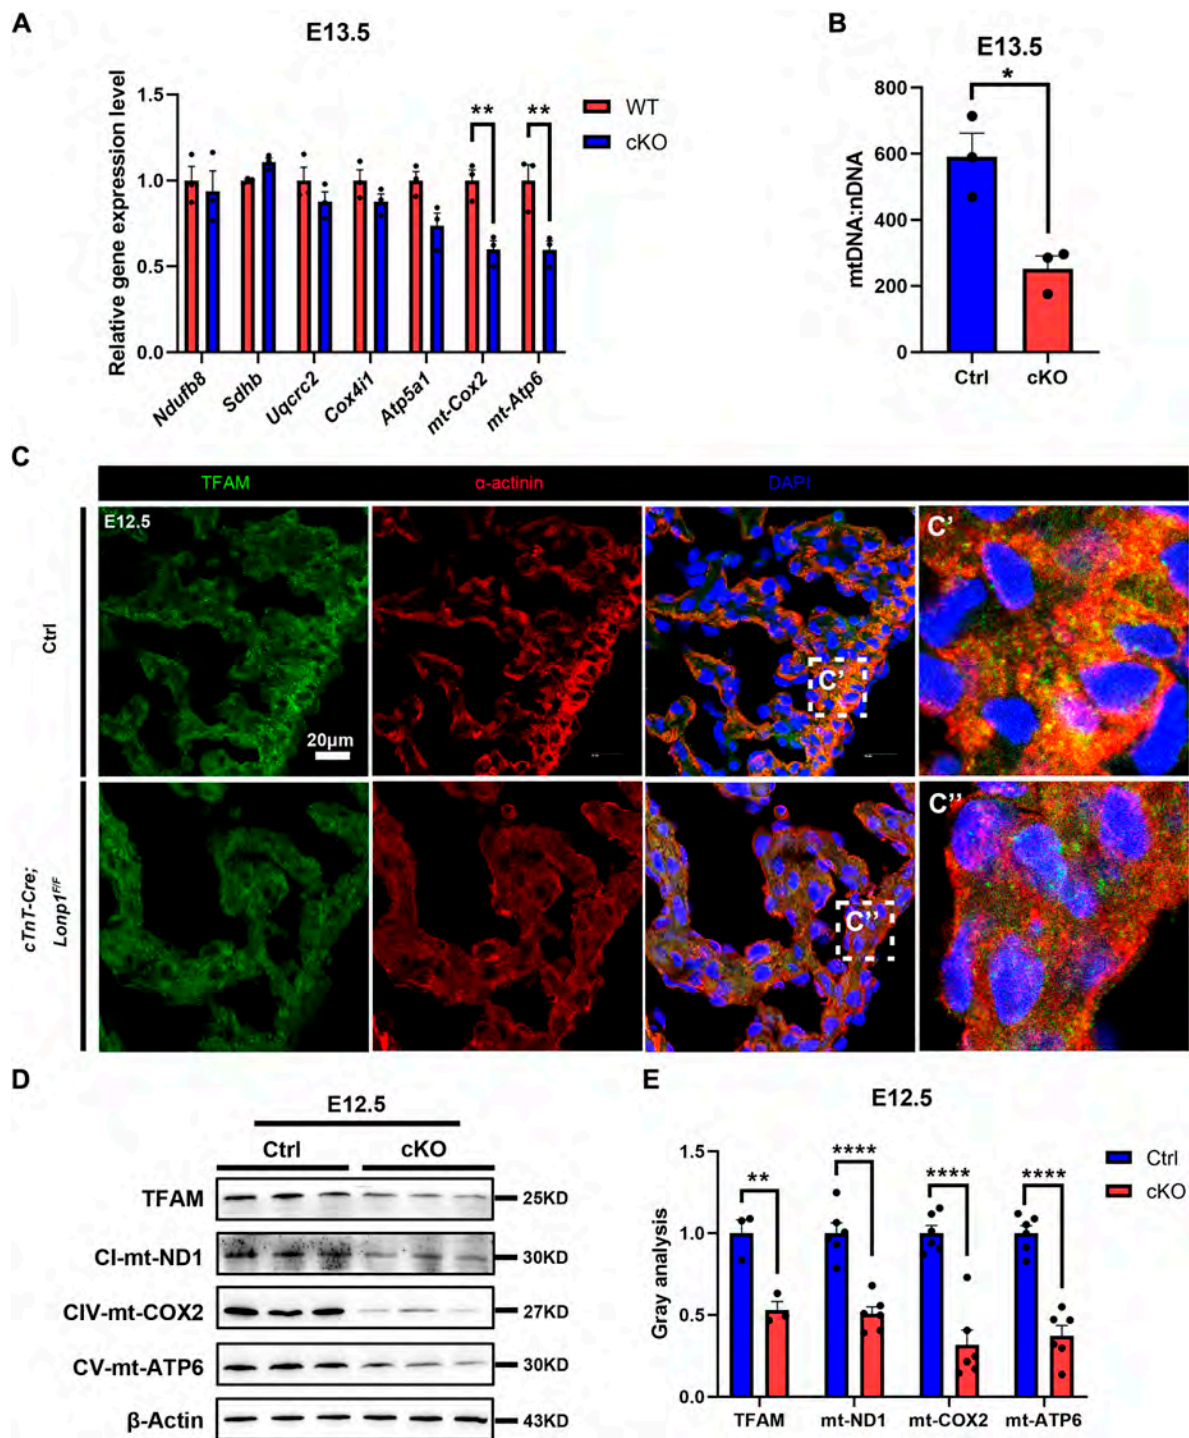 A
E13.5
Relative gene expression level
1.5
1.0
0.5
0.0
**
**
WT
cKO
Ndufb8
Sdhb
Uqcrc2
Cox4i1
Atp5a1
mt-Cox2
mt-Atp6
B
E13.5
mtDNA:nDNA
800
600
400
200
0
*
Ctrl
cKO
C
TFAM
α-actinin
DAPI
Ctrl
E12.5
20μm
C'
C'
cTnT-Cre;
Lonp1F/F
C''
C''
D
E12.5
Ctrl
cKO
TFAM
25KD
CI-mt-ND1
30KD
CIV-mt-COX2
27KD
CV-mt-ATP6
30KD
β-Actin
43KD
E
E12.5
Gray analysis
1.5
1.0
0.5
0.0
**
****
****
****
Ctrl
cKO
TFAM
mt-ND1
mt-COX2
mt-ATP6